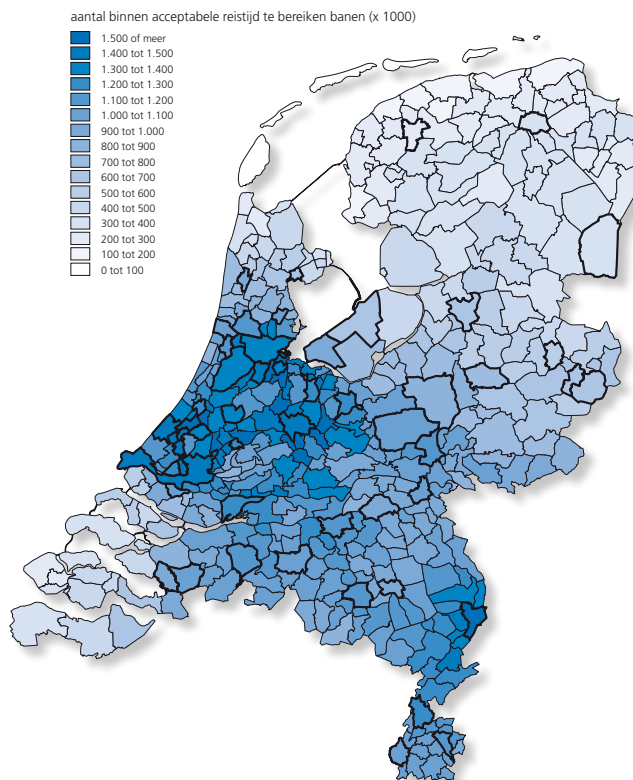 aantal binnen acceptabele reistijd te bereiken banen (x 1000)
1.500 of meer
1.400 tot 1.500
1.300 tot 1.400
1.200 tot 1.300
1.100 tot 1.200
1.000 tot 1.100
900 tot 1.000
800 tot 900
700 tot 800
600 tot 700
500 tot 600
400 tot 500
300 tot 400
200 tot 300
100 tot 200
0 tot 100